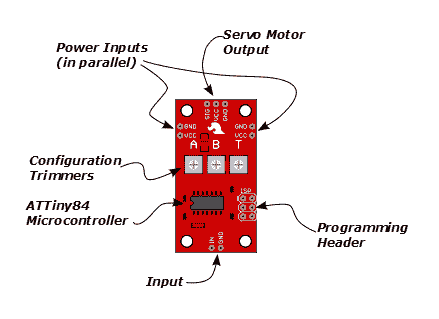 Servo Motor
Output
Power Inputs
(in parallel)
SIG VCC GND
GND
VCC
GND
VCC
A B T
Configuration
Trimmers
ATTiny84
Microcontroller
ISP
Programming
Header
IN GND
Input